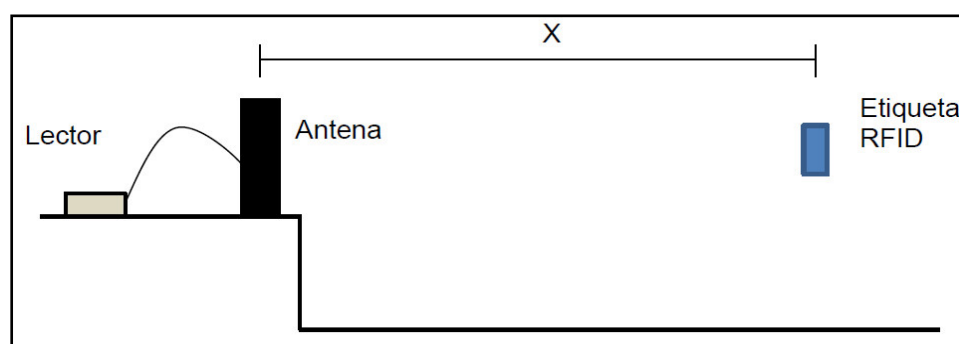 X
Lector
Antena
Etiqueta
RFID